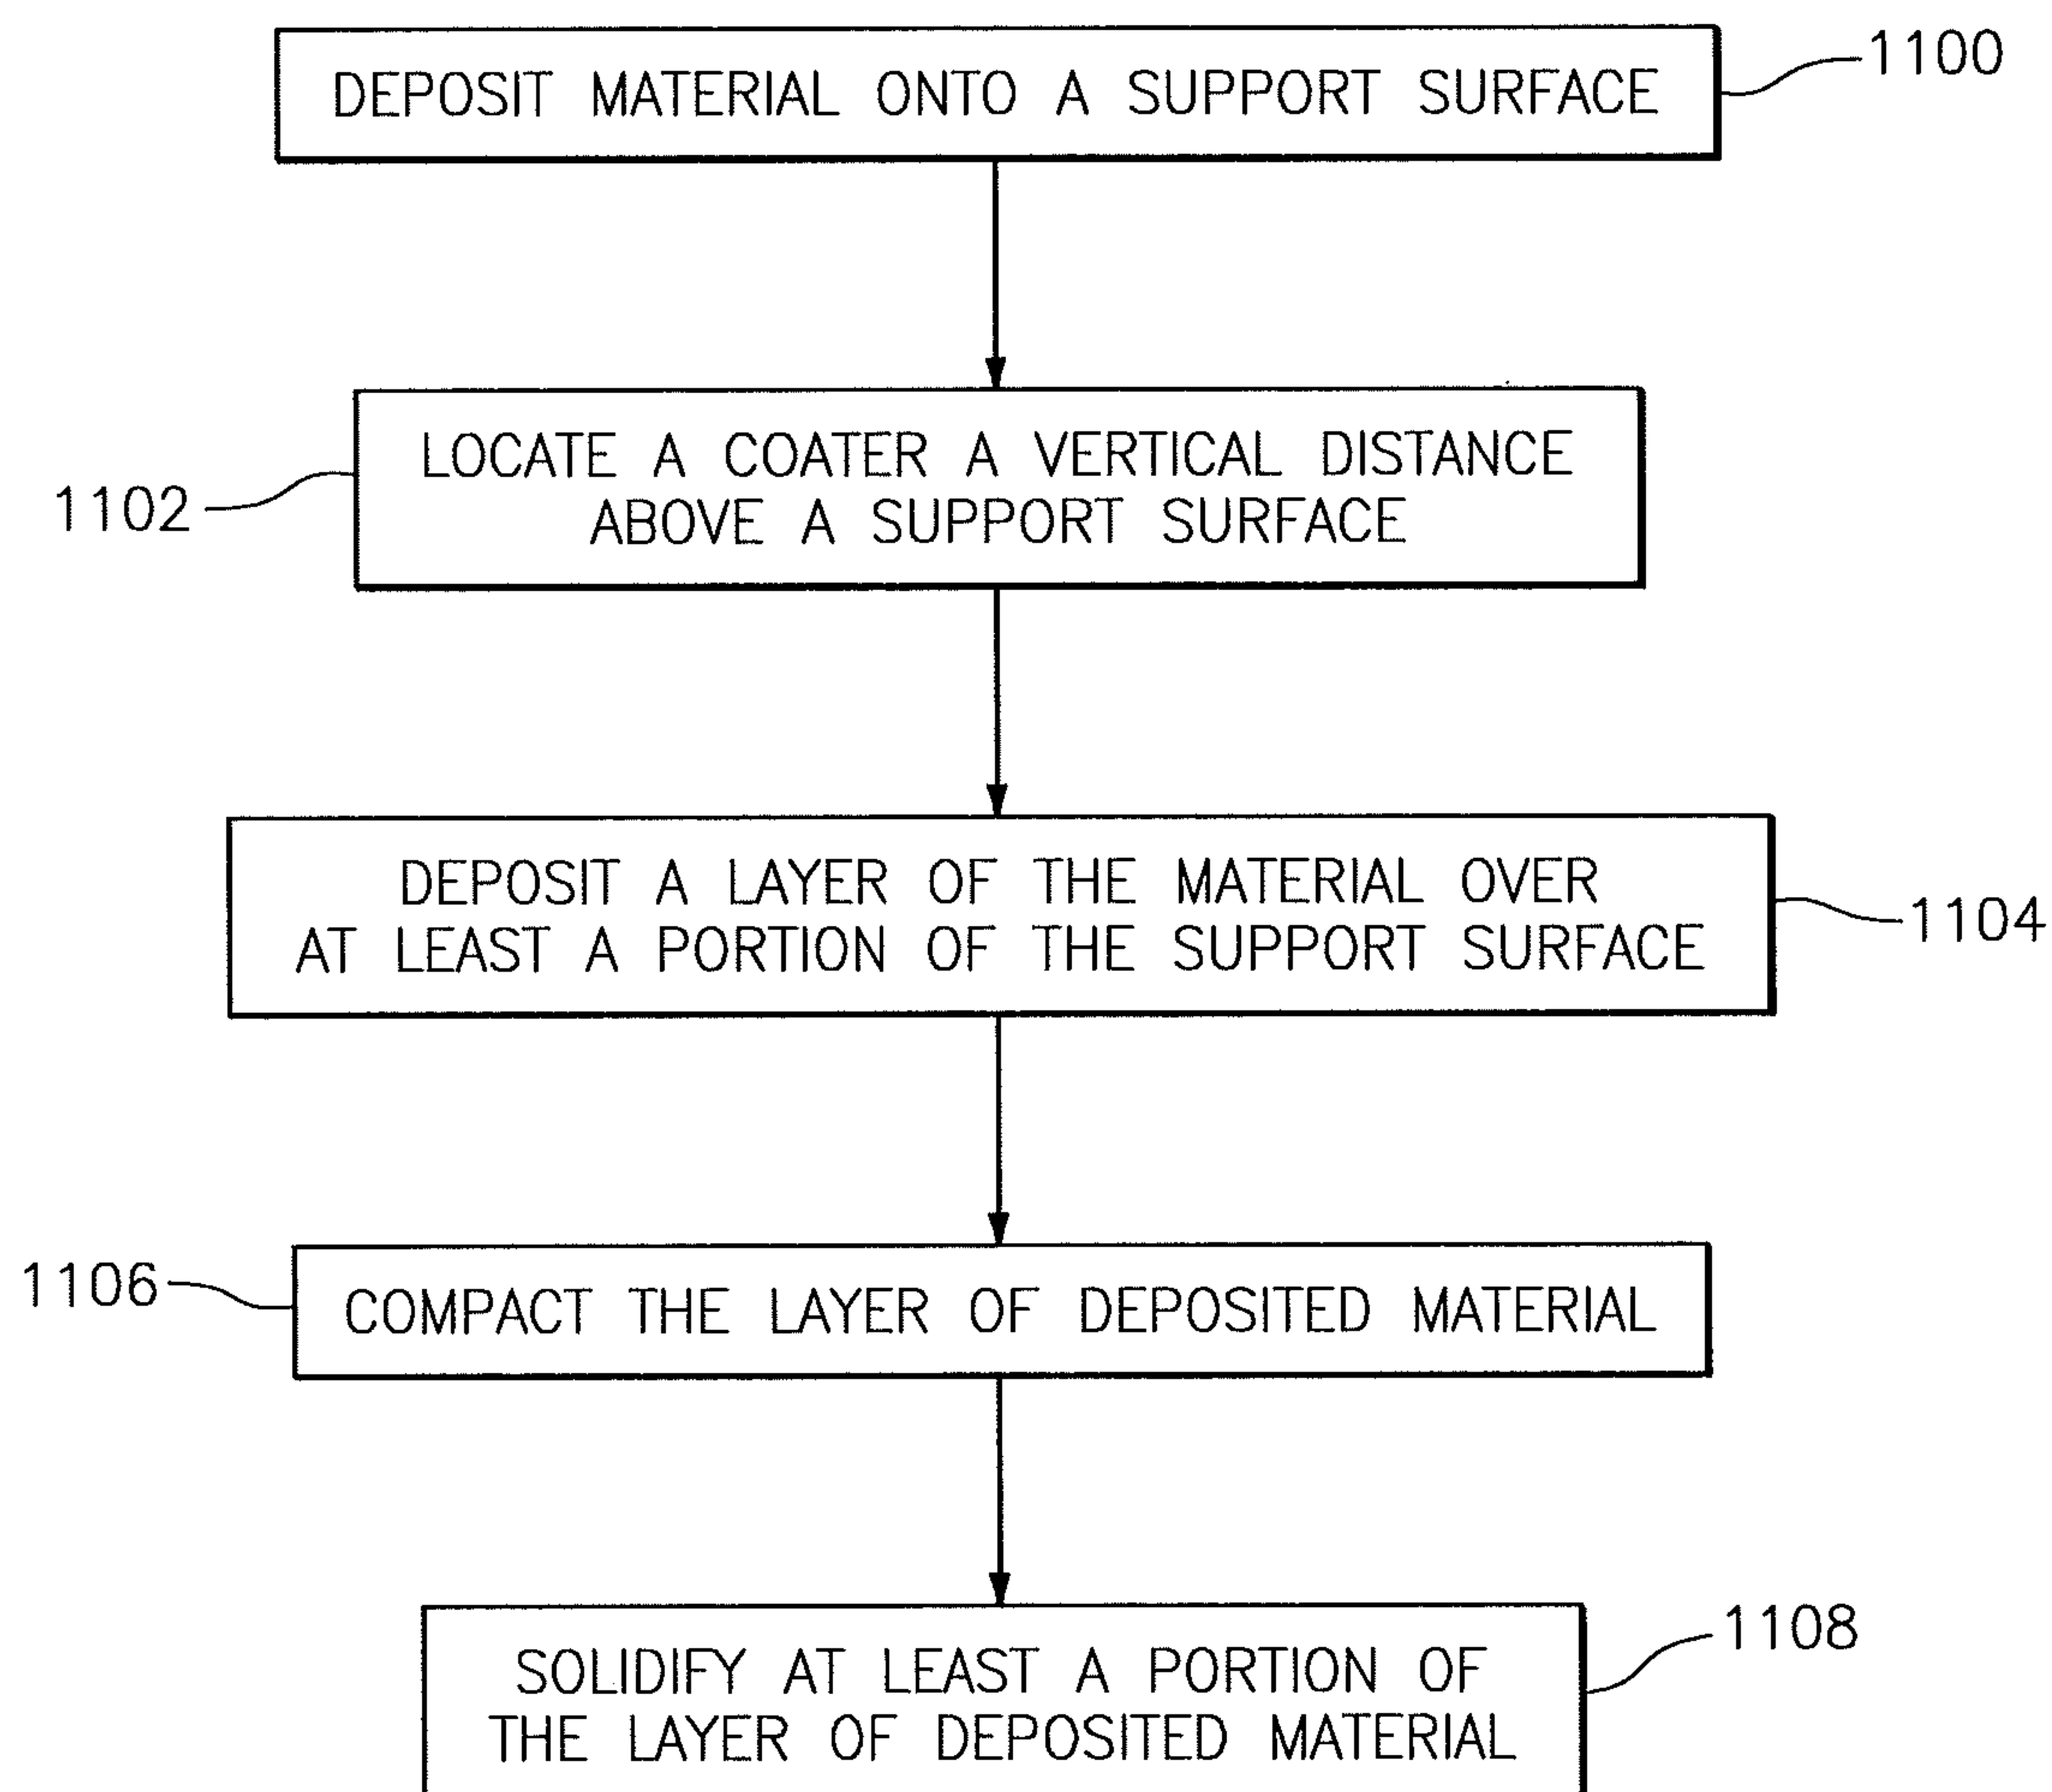 DEPOSIT MATERIAL ONTO A SUPPORT SURFACE
1100
LOCATE A COATER A VERTICAL DISTANCE
ABOVE A SUPPORT SURFACE
1102
DEPOSIT A LAYER OF THE MATERIAL OVER
AT LEAST A PORTION OF THE SUPPORT SURFACE
1104
1106
COMPACT THE LAYER OF DEPOSITED MATERIAL
SOLIDIFY AT LEAST A PORTION OF
THE LAYER OF DEPOSITED MATERIAL
1108